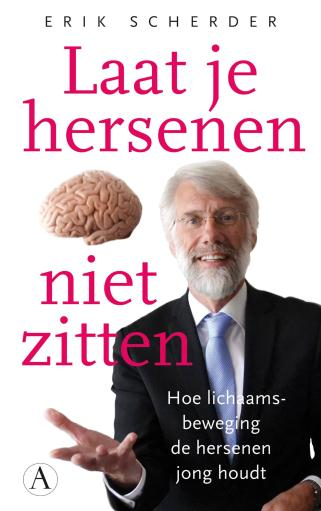 ERIK SCHERDER
Laat je
hersenen
niet
zitten
Hoe lichaams-
beweging
de hersenen
jong houdt
A